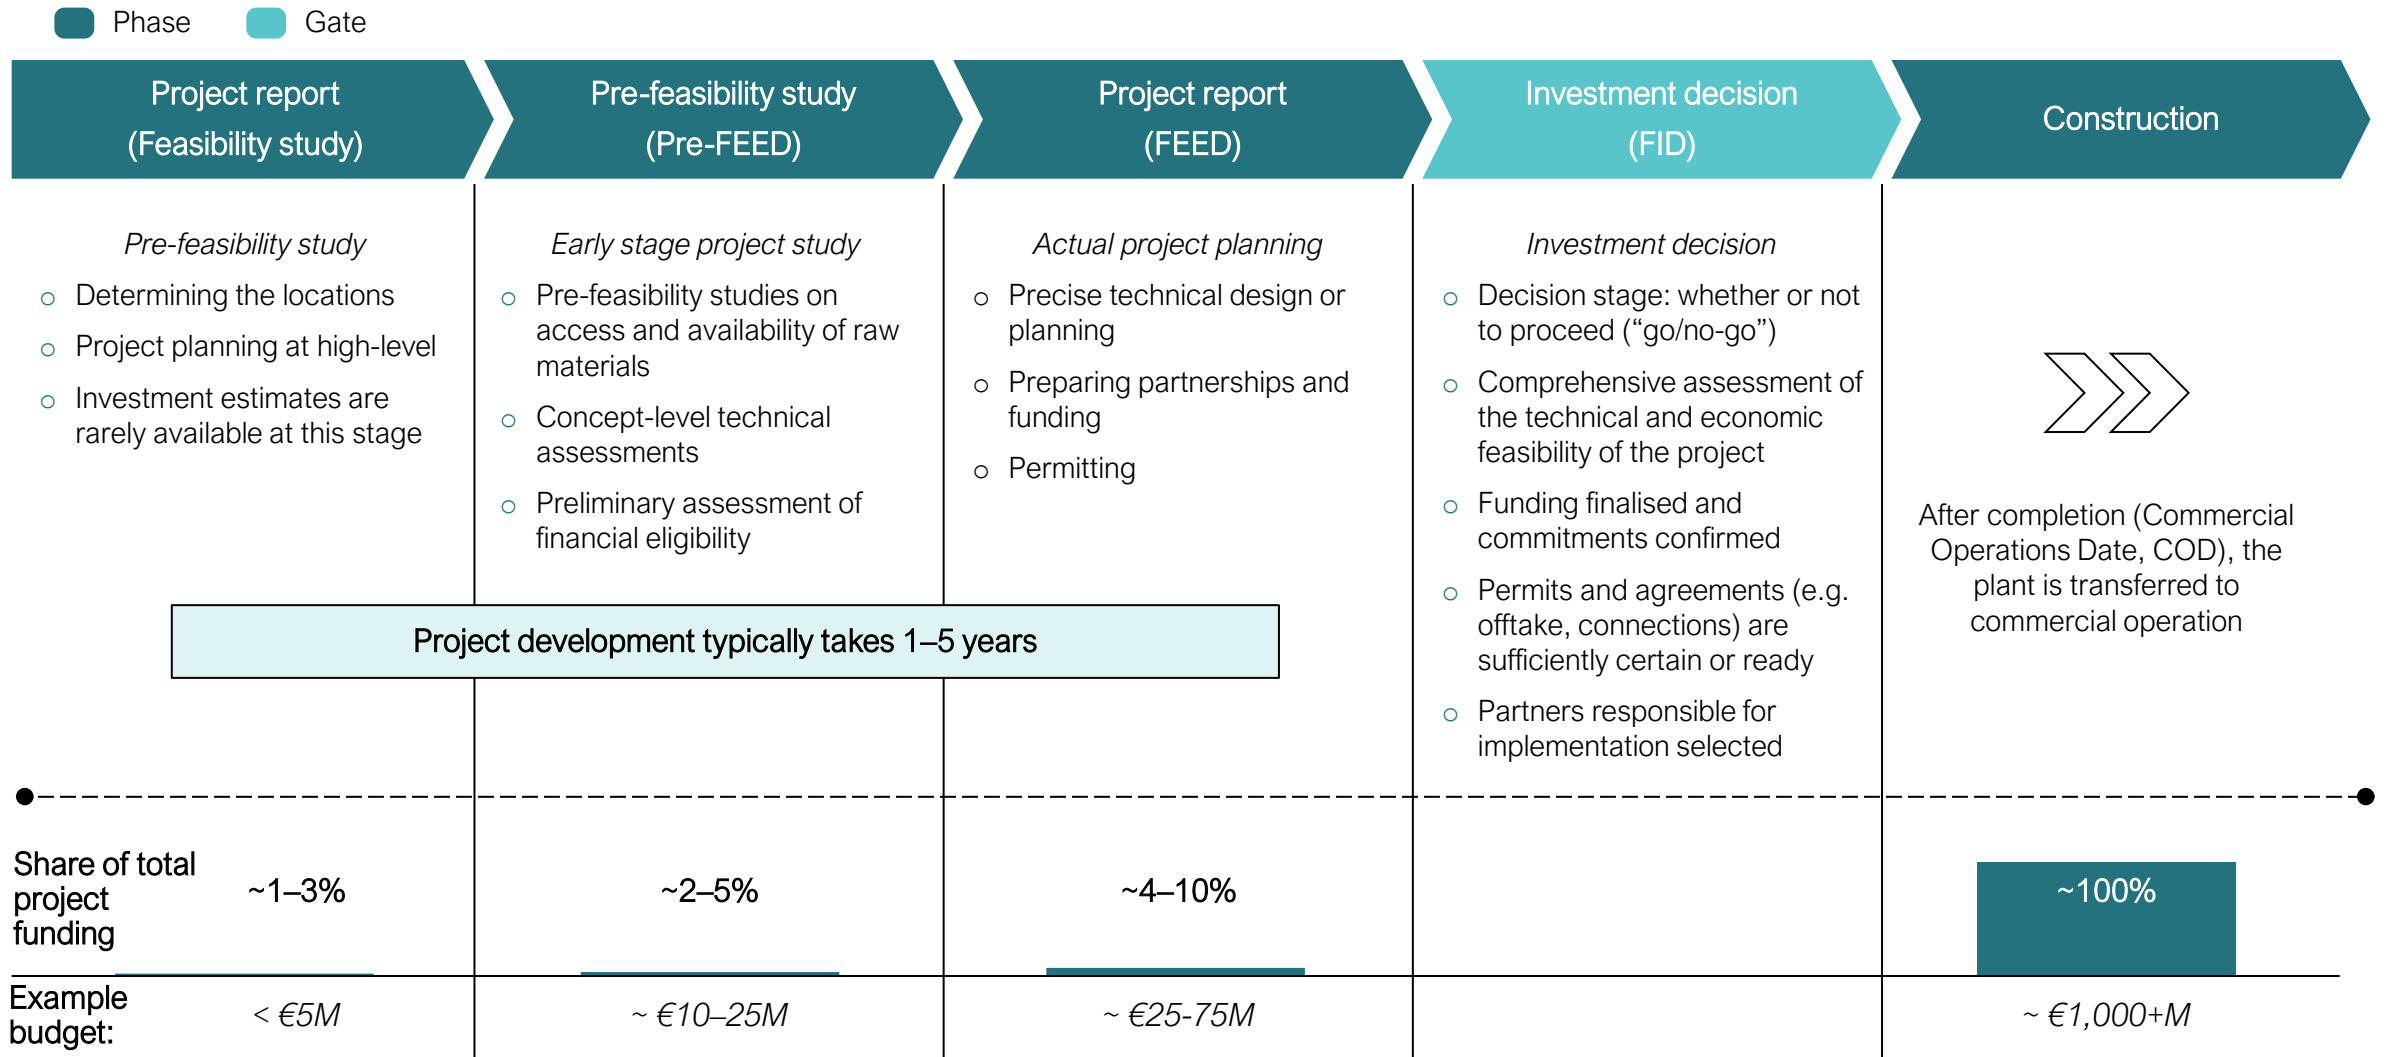 Phase
Gate
Project report
(Feasibility study)
Pre-feasibility study
(Pre-FEED)
Project report
(FEED)
Investment decision
(FID)
Construction
Pre-feasibility study
o Determining the locations
o Project planning at high-level
o Investment estimates are
rarely available at this stage
Early stage project study
o Pre-feasibility studies on
access and availability of raw
materials
o Concept-level technical
assessments
o Preliminary assessment of
financial eligibility
Actual project planning
o Precise technical design or
planning
o Preparing partnerships and
funding
o Permitting
Investment decision
o Decision stage: whether or not
to proceed (“go/no-go”)
o Comprehensive assessment of
the technical and economic
feasibility of the project
o Funding finalised and
commitments confirmed
o Permits and agreements (e.g.
offtake, connections) are
sufficiently certain or ready
o Partners responsible for
implementation selected
After completion (Commercial
Operations Date, COD), the
plant is transferred to
commercial operation
Project development typically takes 1–5 years
Share of total
project
funding
~1–3%
~2–5%
~4–10%
~100%
Example
budget:
< €5M
~ €10–25M
~ €25-75M
~ €1,000+M